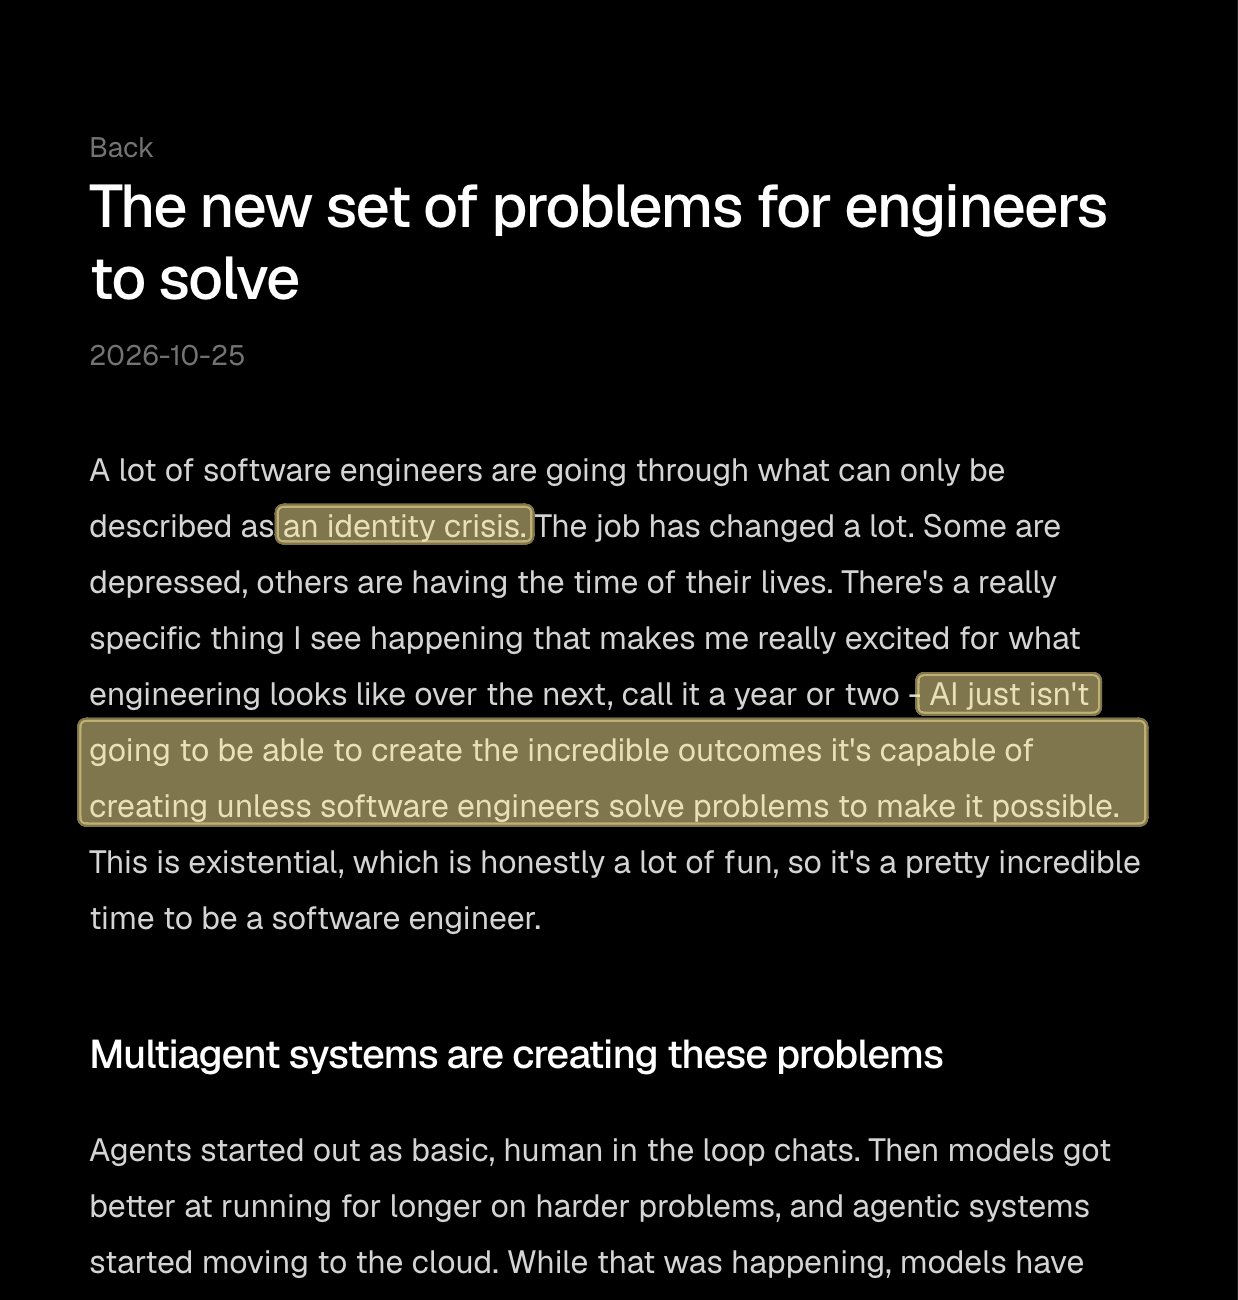 Back
The new set of problems for engineers
to solve
2026-10-25
A lot of software engineers are going through what can only be
described as an identity crisis. The job has changed a lot. Some are
depressed, others are having the time of their lives. There's a really
specific thing I see happening that makes me really excited for what
engineering looks like over the next, call it a year or two - AI just isn't
going to be able to create the incredible outcomes it's capable of
creating unless software engineers solve problems to make it possible.
This is existential, which is honestly a lot of fun, so it's a pretty incredible
time to be a software engineer.
Multiagent systems are creating these problems
Agents started out as basic, human in the loop chats. Then models got
better at running for longer on harder problems, and agentic systems
started moving to the cloud. While that was happening, models have